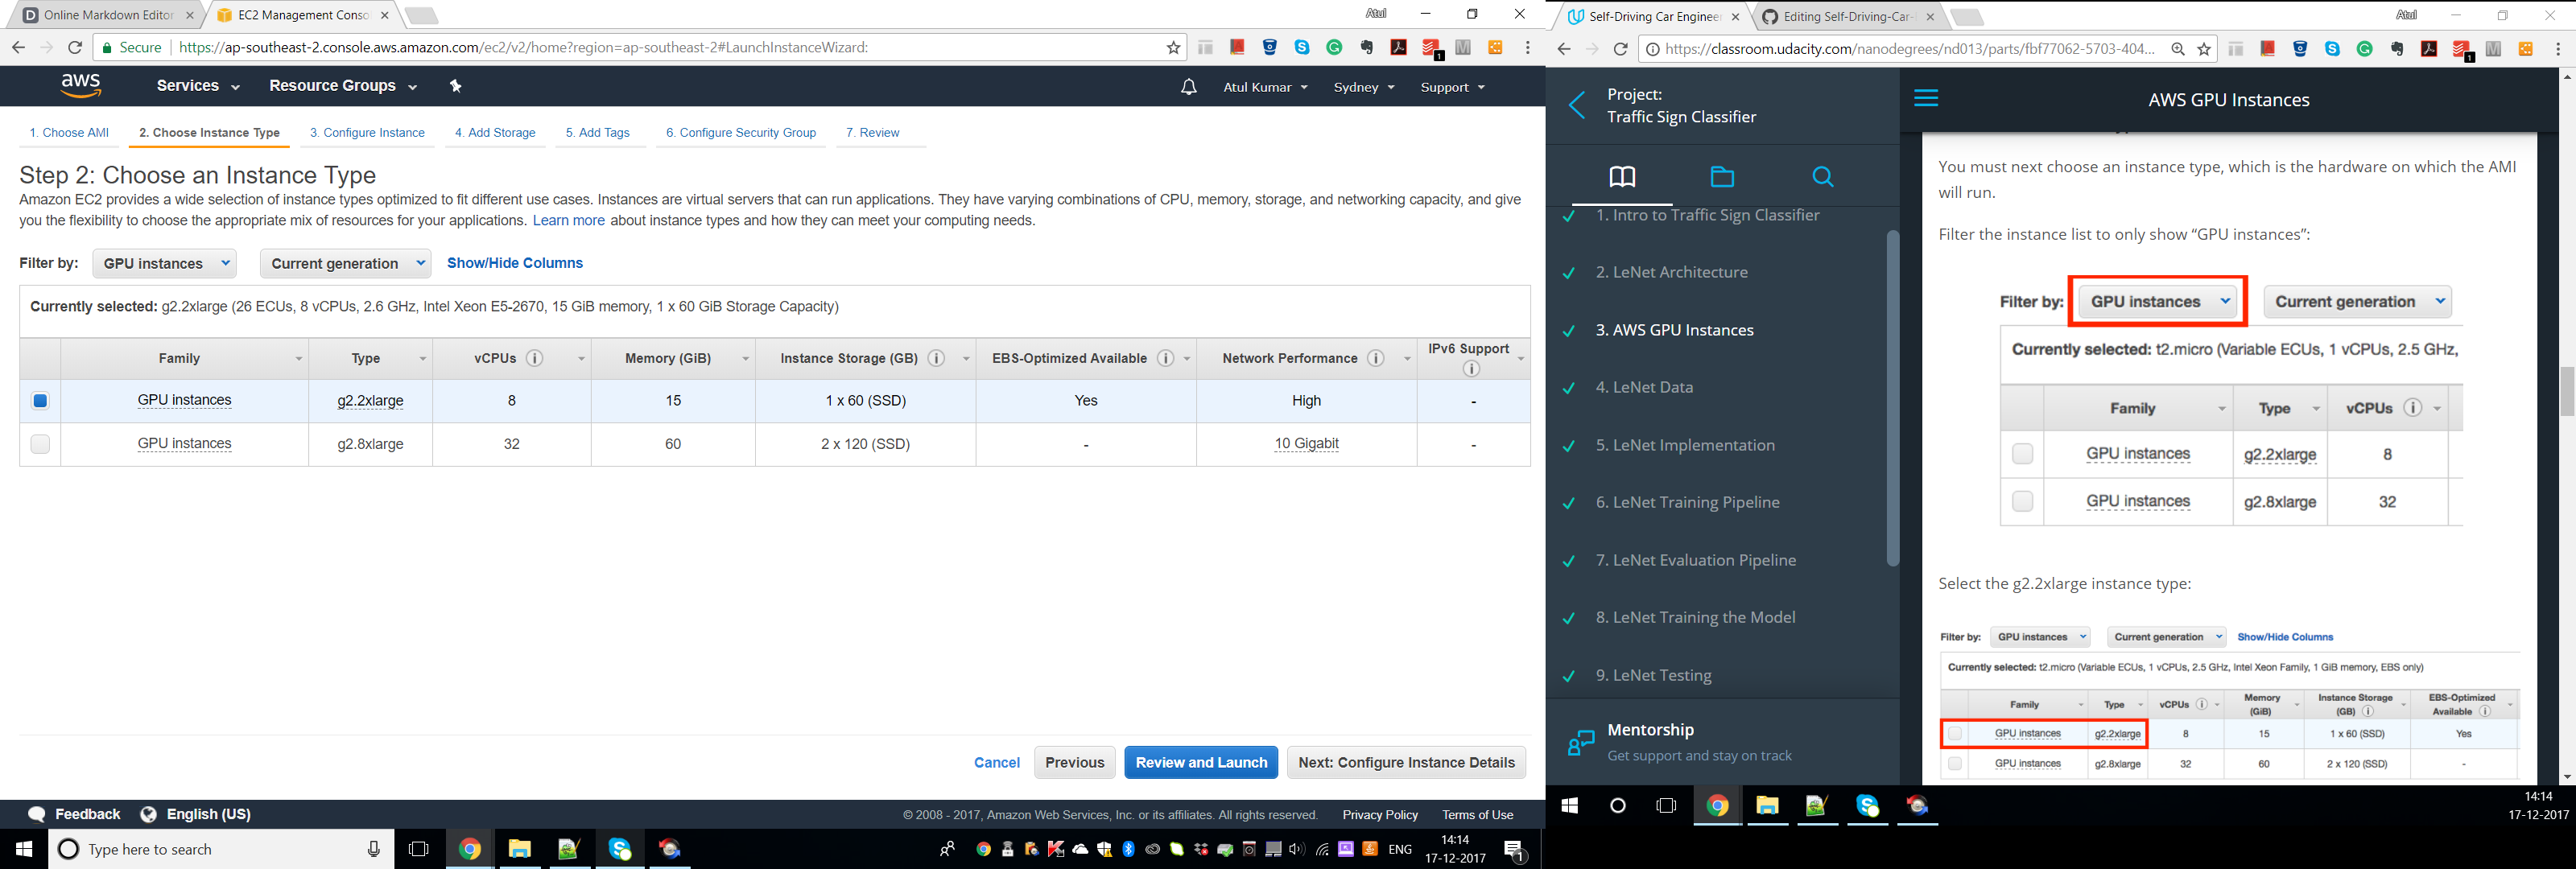 Online Markdown Editor
EC2 Management Conso
Atul
Secure
https://ap-southeast-2.console.aws.amazon.com/ec2/v2/home?region=ap-southeast-2#LaunchInstanceWizard:
aws
Services
Resource Groups
Atul Kumar
Sydney
Support
1. Choose AMI
2. Choose Instance Type
3. Configure Instance
4. Add Storage
5. Add Tags
6. Configure Security Group
7. Review
Step 2: Choose an Instance Type
Amazon EC2 provides a wide selection of instance types optimized to fit different use cases. Instances are virtual servers that can run applications. They have varying combinations of CPU, memory, storage, and networking capacity, and give
you the flexibility to choose the appropriate mix of resources for your applications. Learn more about instance types and how they can meet your computing needs.
Filter by: GPU instances Current generation Show/Hide Columns
Currently selected: g2.2xlarge (26 ECUs, 8 vCPUs, 2.6 GHz, Intel Xeon E5-2670, 15 GiB memory, 1 x 60 GiB Storage Capacity)
Family Type vCPUs Memory (GiB) Instance Storage (GB) EBS-Optimized Available Network Performance IPv6 Support
GPU instances g2.2xlarge 8 15 1 x 60 (SSD) Yes High -
GPU instances g2.8xlarge 32 60 2 x 120 (SSD) - 10 Gigabit -
Cancel Previous Review and Launch Next: Configure Instance Details
Feedback English (US)
© 2008 - 2017, Amazon Web Services, Inc. or its affiliates. All rights reserved. Privacy Policy Terms of Use
Type here to search
ENG
14:14
17-12-2017
1
Self-Driving Car Enginee
Editing Self-Driving-Car-
Atul
https://classroom.udacity.com/nanodegrees/nd013/parts/fbf77062-5703-404...
Project:
Traffic Sign Classifier
1. Intro to Traffic Sign Classifier
2. LeNet Architecture
3. AWS GPU Instances
4. LeNet Data
5. LeNet Implementation
6. LeNet Training Pipeline
7. LeNet Evaluation Pipeline
8. LeNet Training the Model
9. LeNet Testing
Mentorship
Get support and stay on track
AWS GPU Instances
You must next choose an instance type, which is the hardware on which the AMI
will run.
Filter the instance list to only show “GPU instances”:
Filter by: GPU instances Current generation
Currently selected: t2.micro (Variable ECUs, 1 vCPUs, 2.5 GHz,
Family Type vCPUs
GPU instances g2.2xlarge 8
GPU instances g2.8xlarge 32
Select the g2.2xlarge instance type:
Filter by: GPU instances Current generation Show/Hide Columns
Currently selected: t2.micro (Variable ECUs, 1 vCPUs, 2.5 GHz, Intel Xeon Family, 1 GiB memory, EBS only)
Family Type vCPUs Memory (GiB) Instance Storage (GB) EBS-Optimized Available
GPU instances g2.2xlarge 8 15 1 x 60 (SSD) Yes
GPU instances g2.8xlarge 32 60 2 x 120 (SSD) -
14:14
17-12-2017